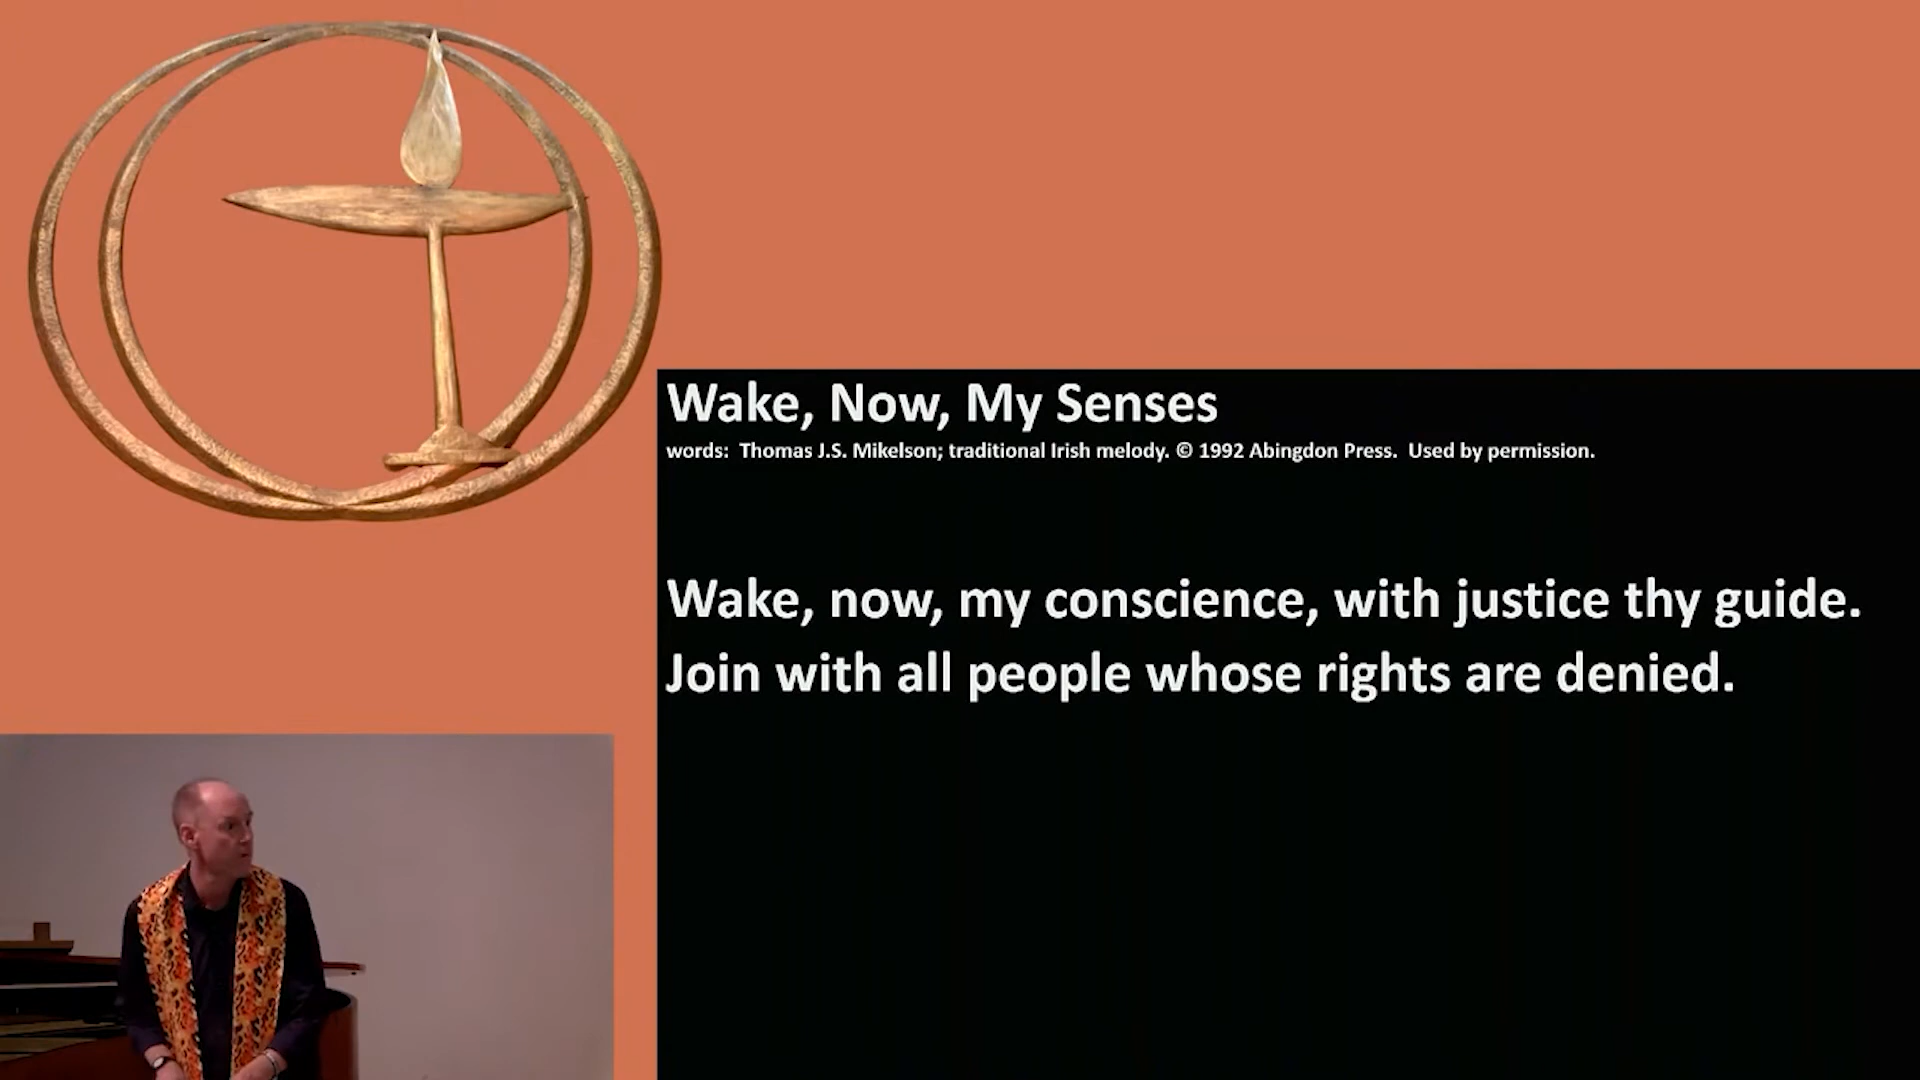 Wake, Now, My Senses
words: Thomas J.S. Mikelson; traditional Irish melody. © 1992 Abingdon Press. Used by permission.
Wake, now, my conscience, with justice thy guide.
Join with all people whose rights are denied.